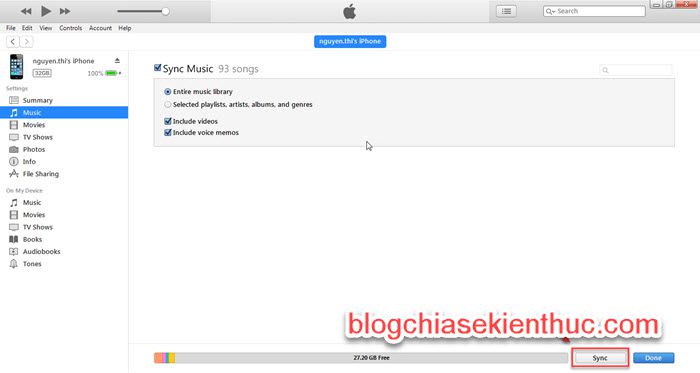 Search
File Edit View Controls Account Help
nguyen.thi's iPhone
nguyen.thi's iPhone
32GB 100%
Settings
Summary
Music
Movies
TV Shows
Photos
Info
File Sharing
On My Device
Music
Movies
TV Shows
Books
Audiobooks
Tones
Sync Music 93 songs
Entire music library
Selected playlists, artists, albums, and genres
Include videos
Include voice memos
blogchiasekienthuc.com
27.20 GB Free
Sync
Done